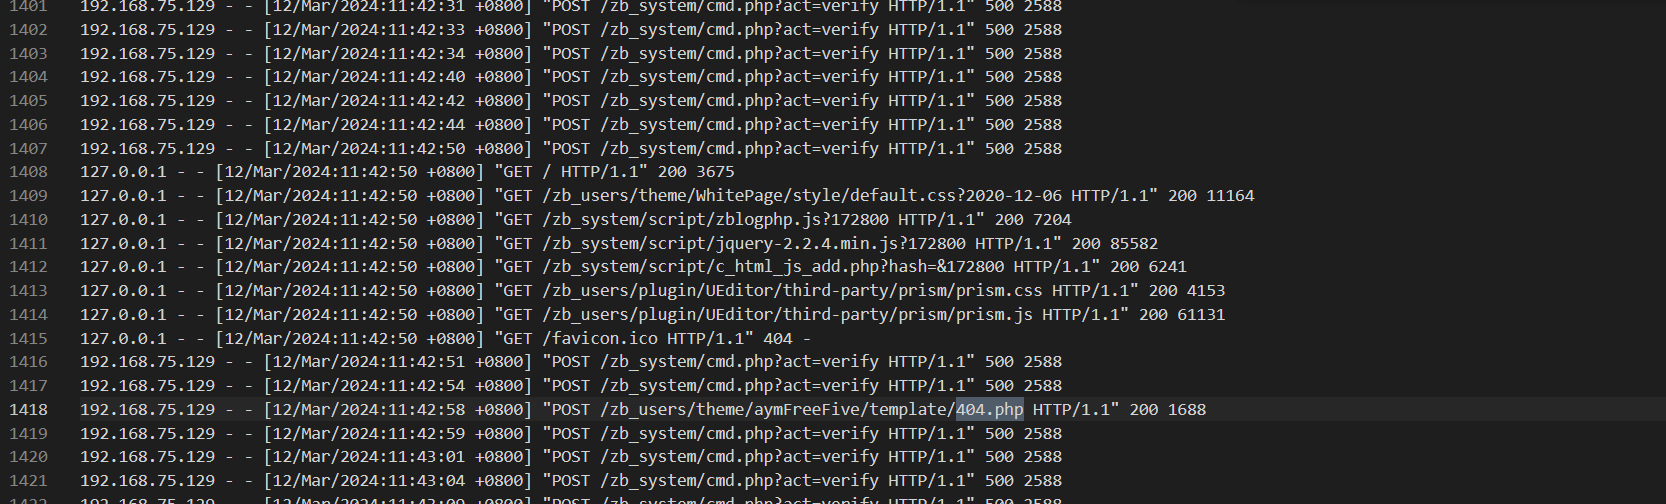 1401 192.168.75.129 - - [12/Mar/2024:11:42:31 +0800] "POST /zb_system/cmd.php?act=verify HTTP/1.1" 500 2588
1402 192.168.75.129 - - [12/Mar/2024:11:42:33 +0800] "POST /zb_system/cmd.php?act=verify HTTP/1.1" 500 2588
1403 192.168.75.129 - - [12/Mar/2024:11:42:34 +0800] "POST /zb_system/cmd.php?act=verify HTTP/1.1" 500 2588
1404 192.168.75.129 - - [12/Mar/2024:11:42:40 +0800] "POST /zb_system/cmd.php?act=verify HTTP/1.1" 500 2588
1405 192.168.75.129 - - [12/Mar/2024:11:42:42 +0800] "POST /zb_system/cmd.php?act=verify HTTP/1.1" 500 2588
1406 192.168.75.129 - - [12/Mar/2024:11:42:44 +0800] "POST /zb_system/cmd.php?act=verify HTTP/1.1" 500 2588
1407 192.168.75.129 - - [12/Mar/2024:11:42:50 +0800] "POST /zb_system/cmd.php?act=verify HTTP/1.1" 500 2588
1408 127.0.0.1 - - [12/Mar/2024:11:42:50 +0800] "GET / HTTP/1.1" 200 3675
1409 127.0.0.1 - - [12/Mar/2024:11:42:50 +0800] "GET /zb_users/theme/WhitePage/style/default.css?2020-12-06 HTTP/1.1" 200 11164
1410 127.0.0.1 - - [12/Mar/2024:11:42:50 +0800] "GET /zb_system/script/zblogphp.js?172800 HTTP/1.1" 200 7204
1411 127.0.0.1 - - [12/Mar/2024:11:42:50 +0800] "GET /zb_system/script/jquery-2.2.4.min.js?172800 HTTP/1.1" 200 85582
1412 127.0.0.1 - - [12/Mar/2024:11:42:50 +0800] "GET /zb_system/script/c_html_js_add.php?hash=&172800 HTTP/1.1" 200 6241
1413 127.0.0.1 - - [12/Mar/2024:11:42:50 +0800] "GET /zb_users/plugin/UEditor/third-party/prism/prism.css HTTP/1.1" 200 4153
1414 127.0.0.1 - - [12/Mar/2024:11:42:50 +0800] "GET /zb_users/plugin/UEditor/third-party/prism/prism.js HTTP/1.1" 200 61131
1415 127.0.0.1 - - [12/Mar/2024:11:42:50 +0800] "GET /favicon.ico HTTP/1.1" 404 -
1416 192.168.75.129 - - [12/Mar/2024:11:42:51 +0800] "POST /zb_system/cmd.php?act=verify HTTP/1.1" 500 2588
1417 192.168.75.129 - - [12/Mar/2024:11:42:54 +0800] "POST /zb_system/cmd.php?act=verify HTTP/1.1" 500 2588
1418 192.168.75.129 - - [12/Mar/2024:11:42:58 +0800] "POST /zb_users/theme/aymFreeFive/template/404.php HTTP/1.1" 200 1688
1419 192.168.75.129 - - [12/Mar/2024:11:42:59 +0800] "POST /zb_system/cmd.php?act=verify HTTP/1.1" 500 2588
1420 192.168.75.129 - - [12/Mar/2024:11:43:01 +0800] "POST /zb_system/cmd.php?act=verify HTTP/1.1" 500 2588
1421 192.168.75.129 - - [12/Mar/2024:11:43:04 +0800] "POST /zb_system/cmd.php?act=verify HTTP/1.1" 500 2588
1422 192.168.75.129 - - [12/Mar/2024:11:43:09 +0800] "POST /zb_system/cmd.php?act=verify HTTP/1.1" 500 2588